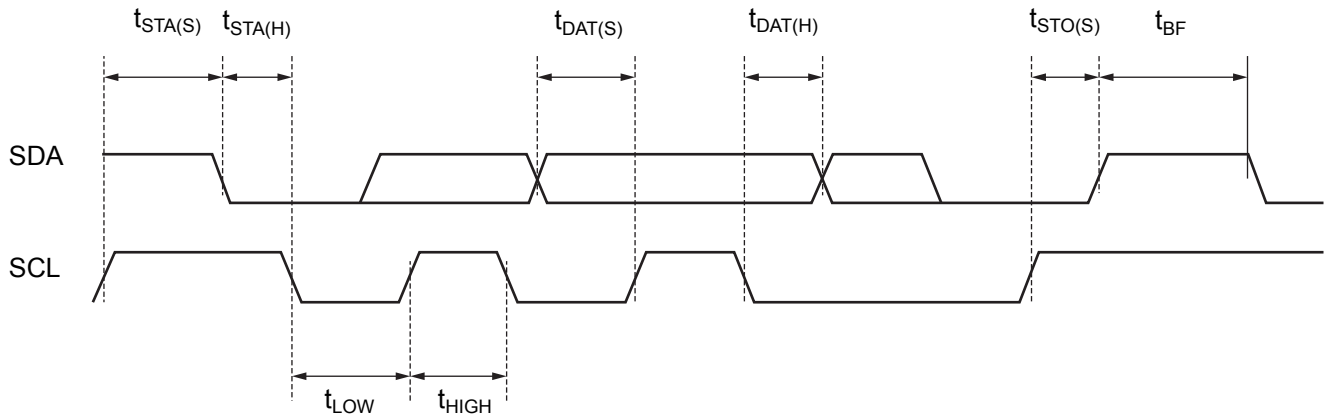 tSTA(S) tSTA(H) tDAT(S) tDAT(H) tSTO(S) tBF
SDA
SCL
tLOW tHIGH